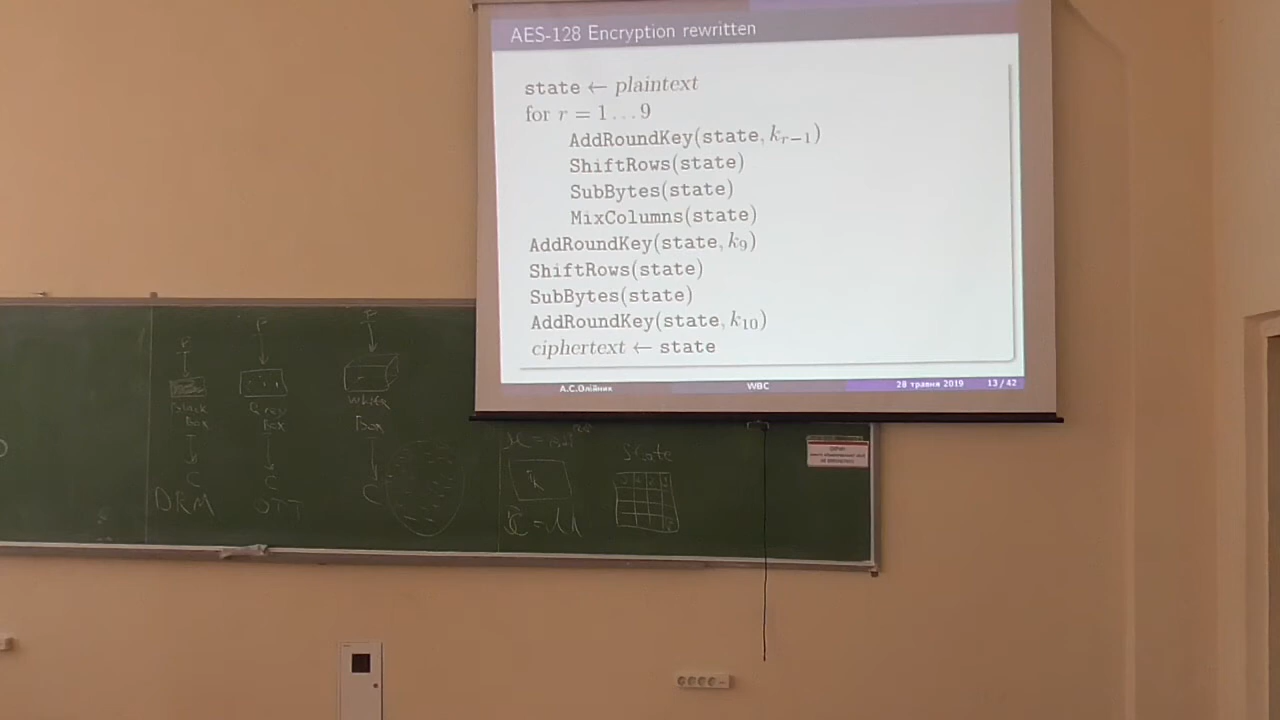 AES-128 Encryption rewritten
state ← plaintext
for r = 1...9
AddRoundKey(state, k_{r-1})
ShiftRows(state)
SubBytes(state)
MixColumns(state)
AddRoundKey(state, k_9)
ShiftRows(state)
SubBytes(state)
AddRoundKey(state, k_10)
ciphertext ← state
А.С.Олійник WBC 28 травня 2019 13 / 42
P P P
Black Grey White
Box Box Box
C C C
DRM OTT
State
k